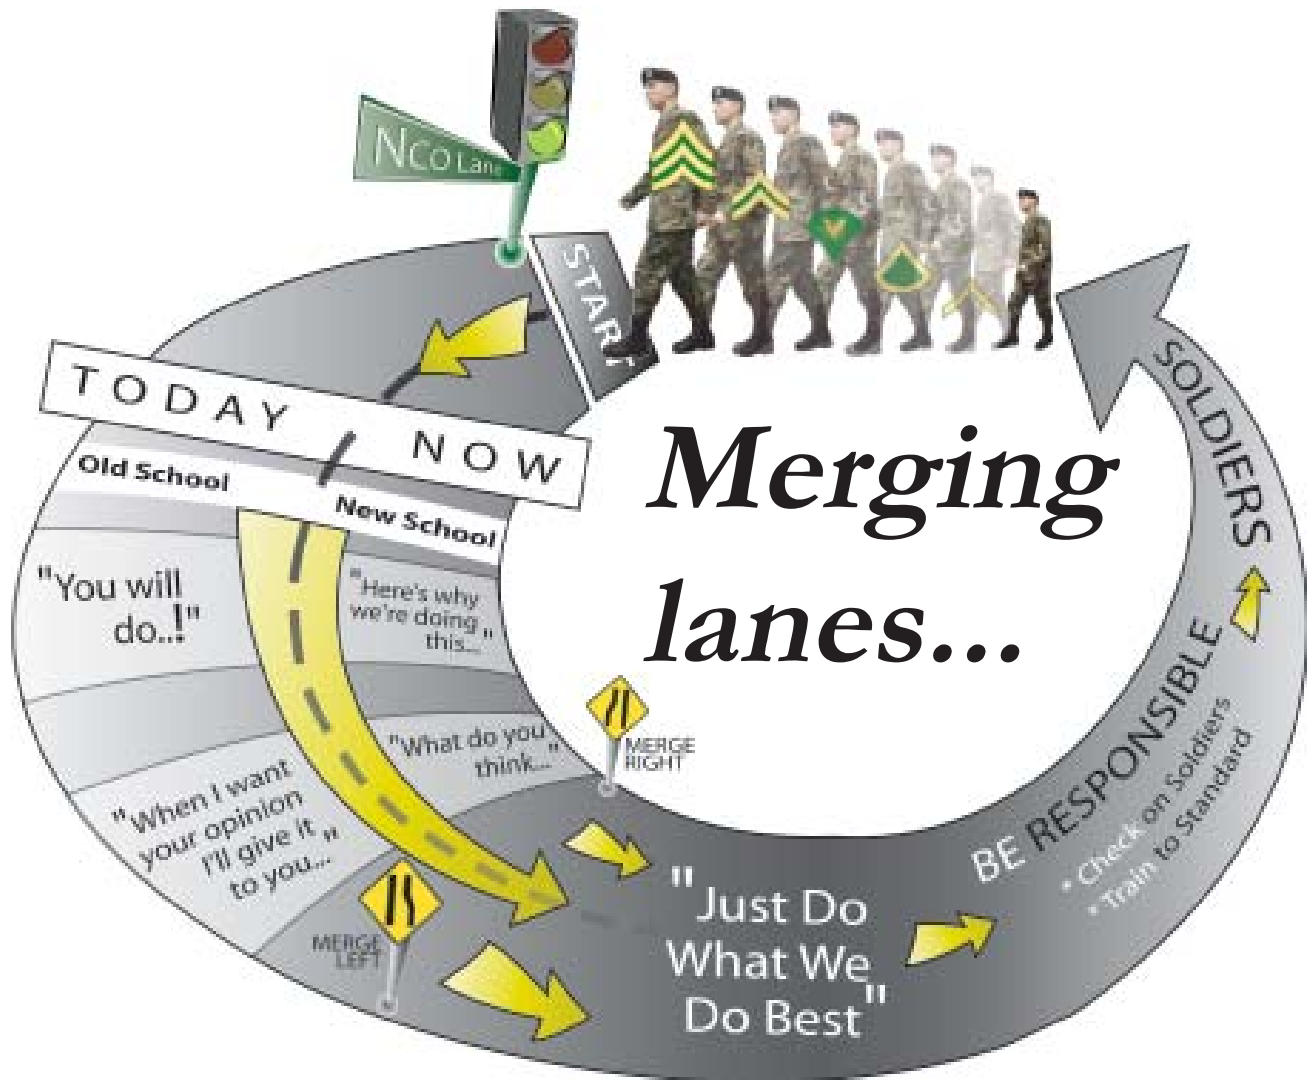 NCO Lane
START
TODAY NOW
Old School
New School
"You will
do..!"
"Here's why
we're doing
this..."
"When I want
your opinion
I'll give it
to you..."
"What do you
think..."
MERGE
LEFT
MERGE
RIGHT
Merging
lanes...
"Just Do
What We
Do Best"
BE RESPONSIBLE
* Check on Soldiers
* Train to Standard
SOLDIERS